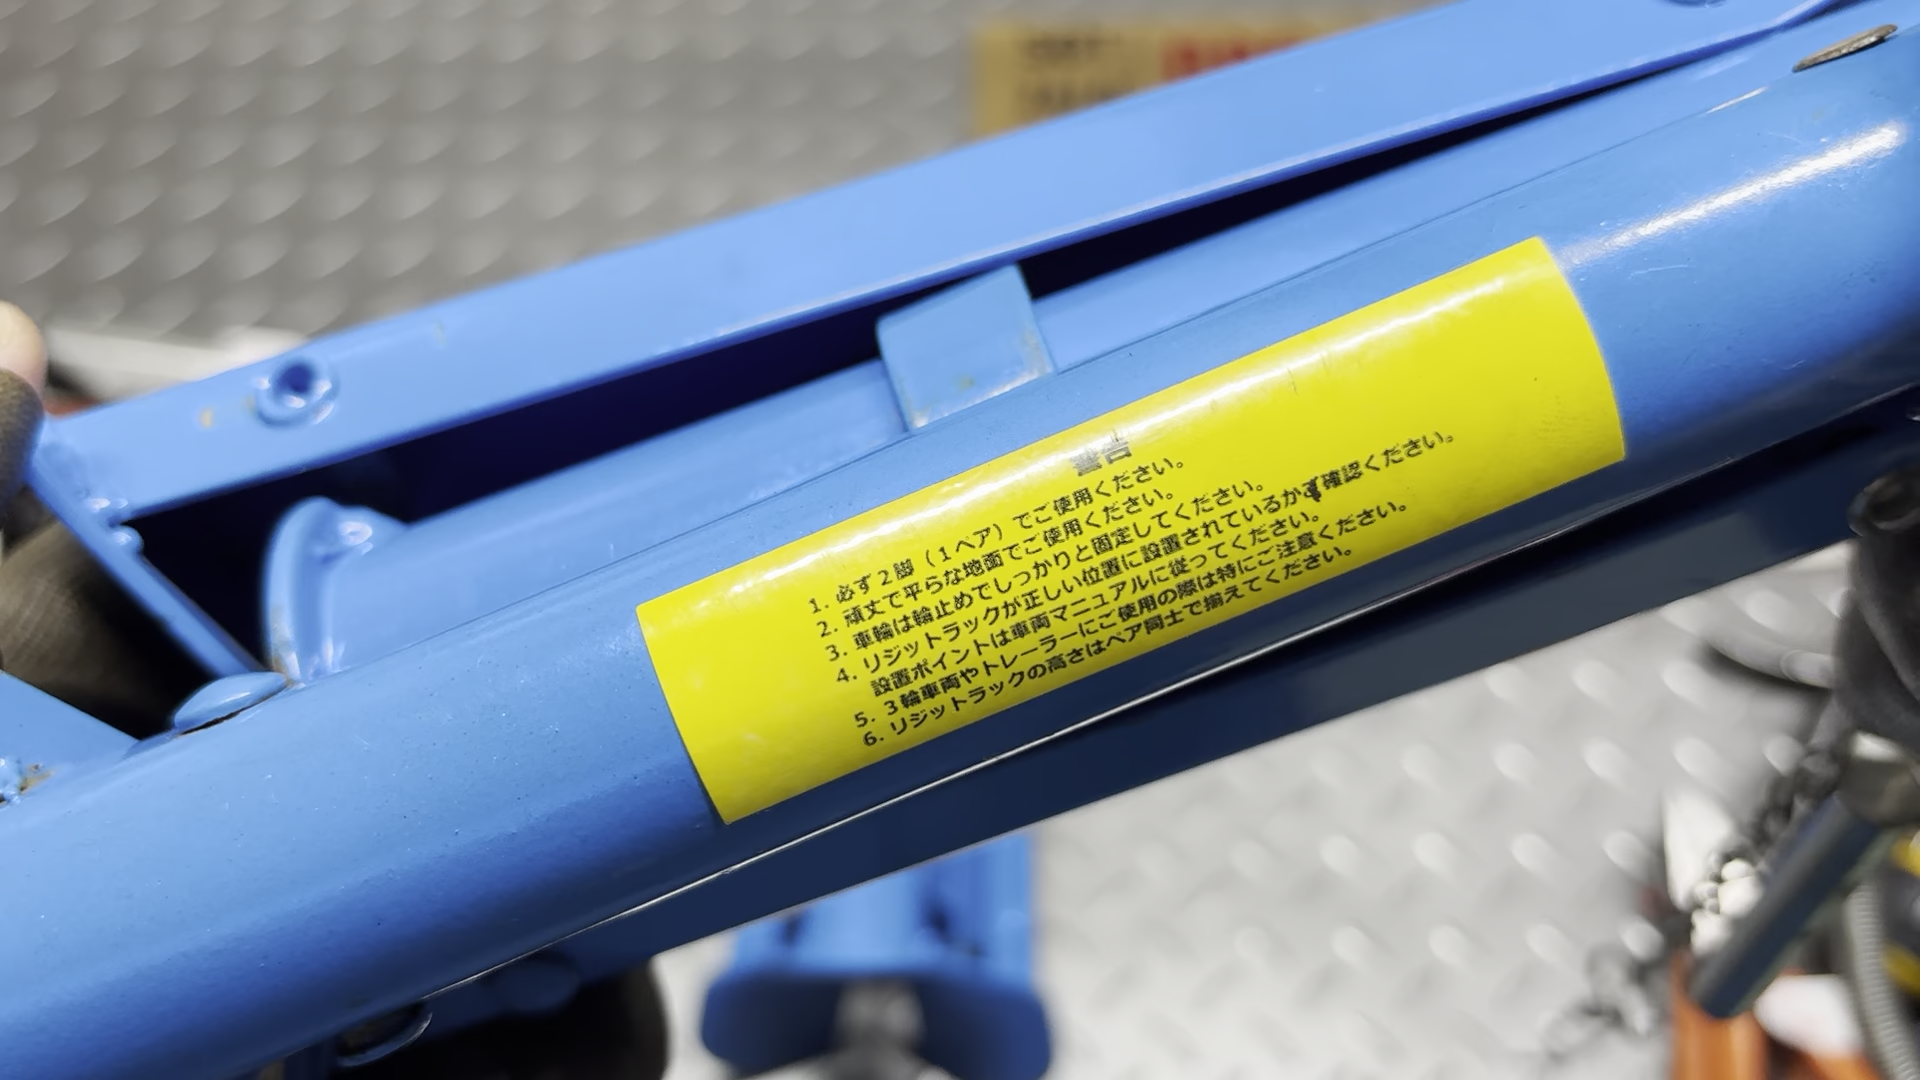 警告
1. 必ず２脚（１ペア）でご使用ください。
2. 頑丈で平らな地面でご使用ください。
3. 車輪は輪止めでしっかりと固定してください。
4. リジットラックが正しい位置に設置されているかず確認ください。
設置ポイントは車両マニュアルに従ってください。
5. ３輪車両やトレーラーにご使用の際は特にご注意ください。
6. リジットラックの高さはペア同士で揃えてください。